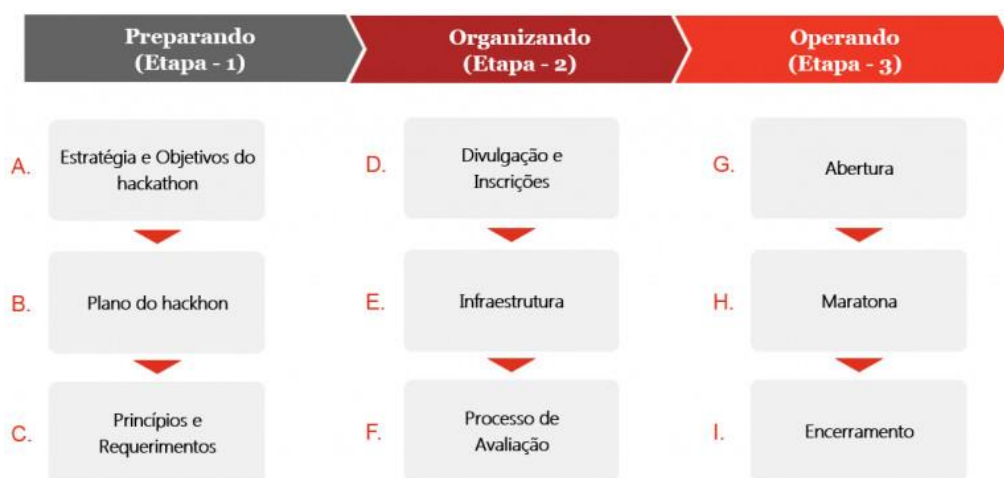 Preparando
(Etapa - 1)
Organizando
(Etapa - 2)
Operando
(Etapa - 3)
A.
Estratégia e Objetivos do
hackathon
D.
Divulgação e
Inscrições
G.
Abertura
B.
Plano do hackhon
E.
Infraestrutura
H.
Maratona
C.
Princípios e
Requerimentos
F.
Processo de
Avaliação
I.
Encerramento